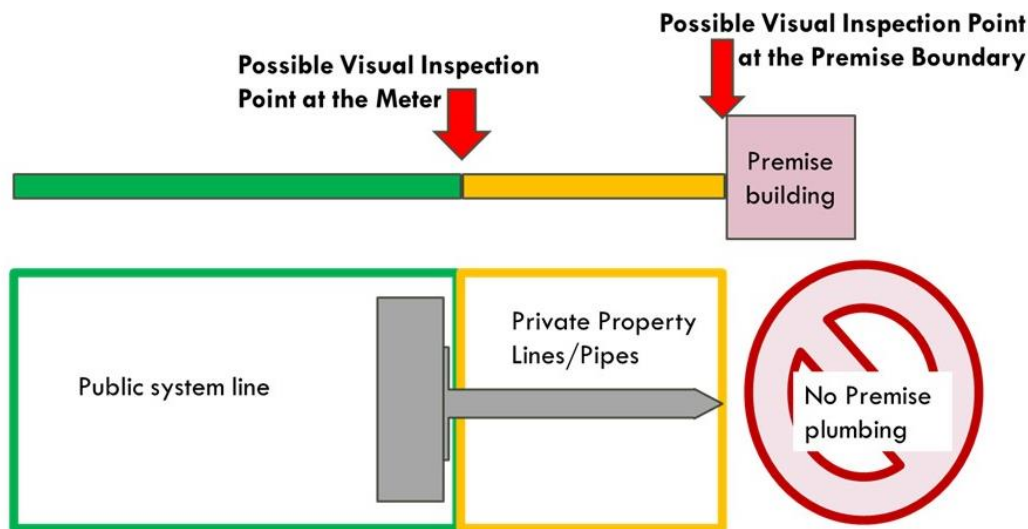 Possible Visual Inspection Point
at the Premise Boundary
Possible Visual Inspection
Point at the Meter
Premise
building
Public system line
Private Property
Lines/Pipes
No Premise
plumbing